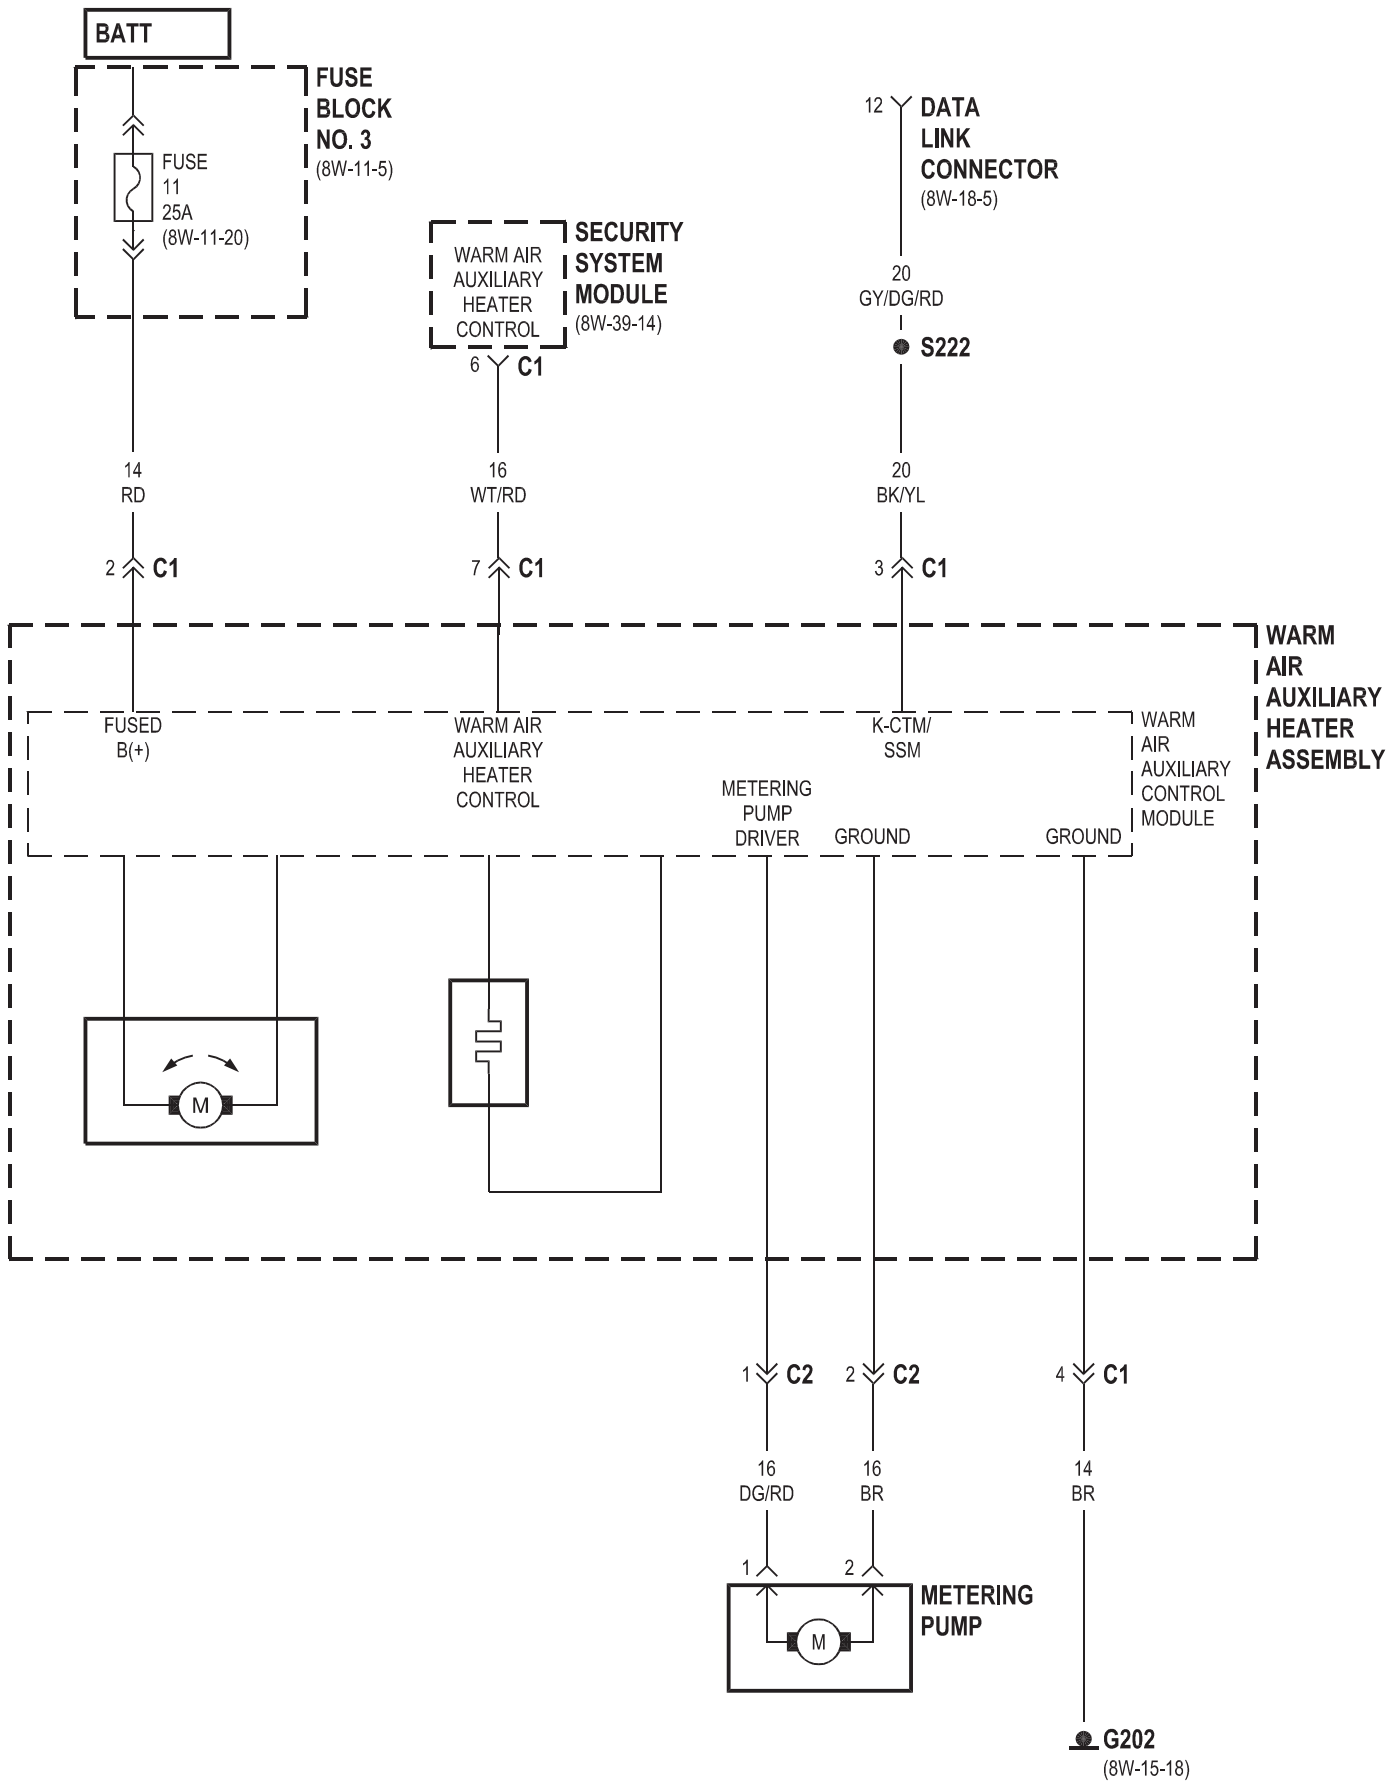 BATT
FUSE
BLOCK
NO. 3
(8W-11-5)
FUSE
11
25A
(8W-11-20)
SECURITY
SYSTEM
MODULE
(8W-39-14)
WARM AIR
AUXILIARY
HEATER
CONTROL
6
C1
12
DATA
LINK
CONNECTOR
(8W-18-5)
20
GY/DG/RD
S222
14
RD
16
WT/RD
20
BK/YL
2
C1
7
C1
3
C1
WARM
AIR
AUXILIARY
HEATER
ASSEMBLY
FUSED
B(+)
WARM AIR
AUXILIARY
HEATER
CONTROL
K-CTM/
SSM
WARM
AIR
AUXILIARY
CONTROL
MODULE
METERING
PUMP
DRIVER
GROUND
GROUND
M
1
C2
2
C2
4
C1
16
DG/RD
16
BR
14
BR
1
2
METERING
PUMP
M
G202
(8W-15-18)